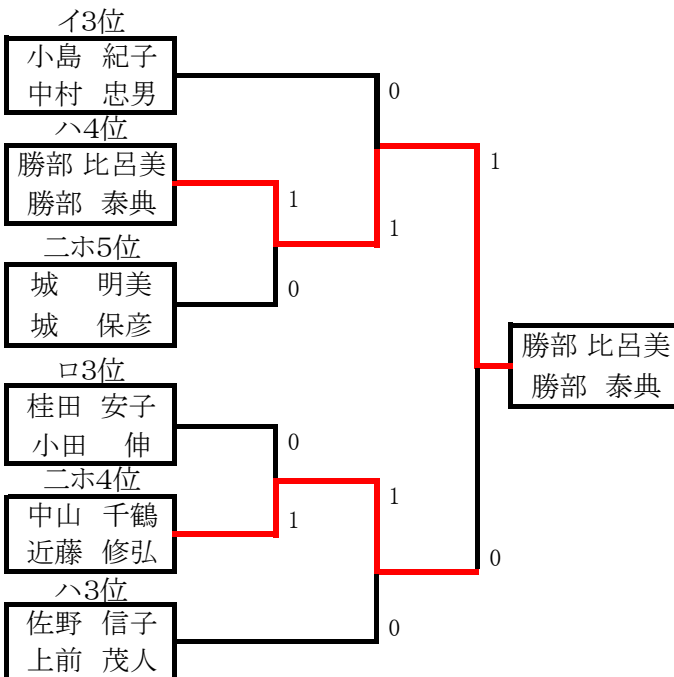 イ3位
小島 紀子
中村 忠男
ハ4位
勝部 比呂美
勝部 泰典
ニホ5位
城 明美
城 保彦
ロ3位
桂田 安子
小田 伸
ニホ4位
中山 千鶴
近藤 修弘
ハ3位
佐野 信子
上前 茂人
1
0
0
1
0
1
1
0
1
0
勝部 比呂美
勝部 泰典